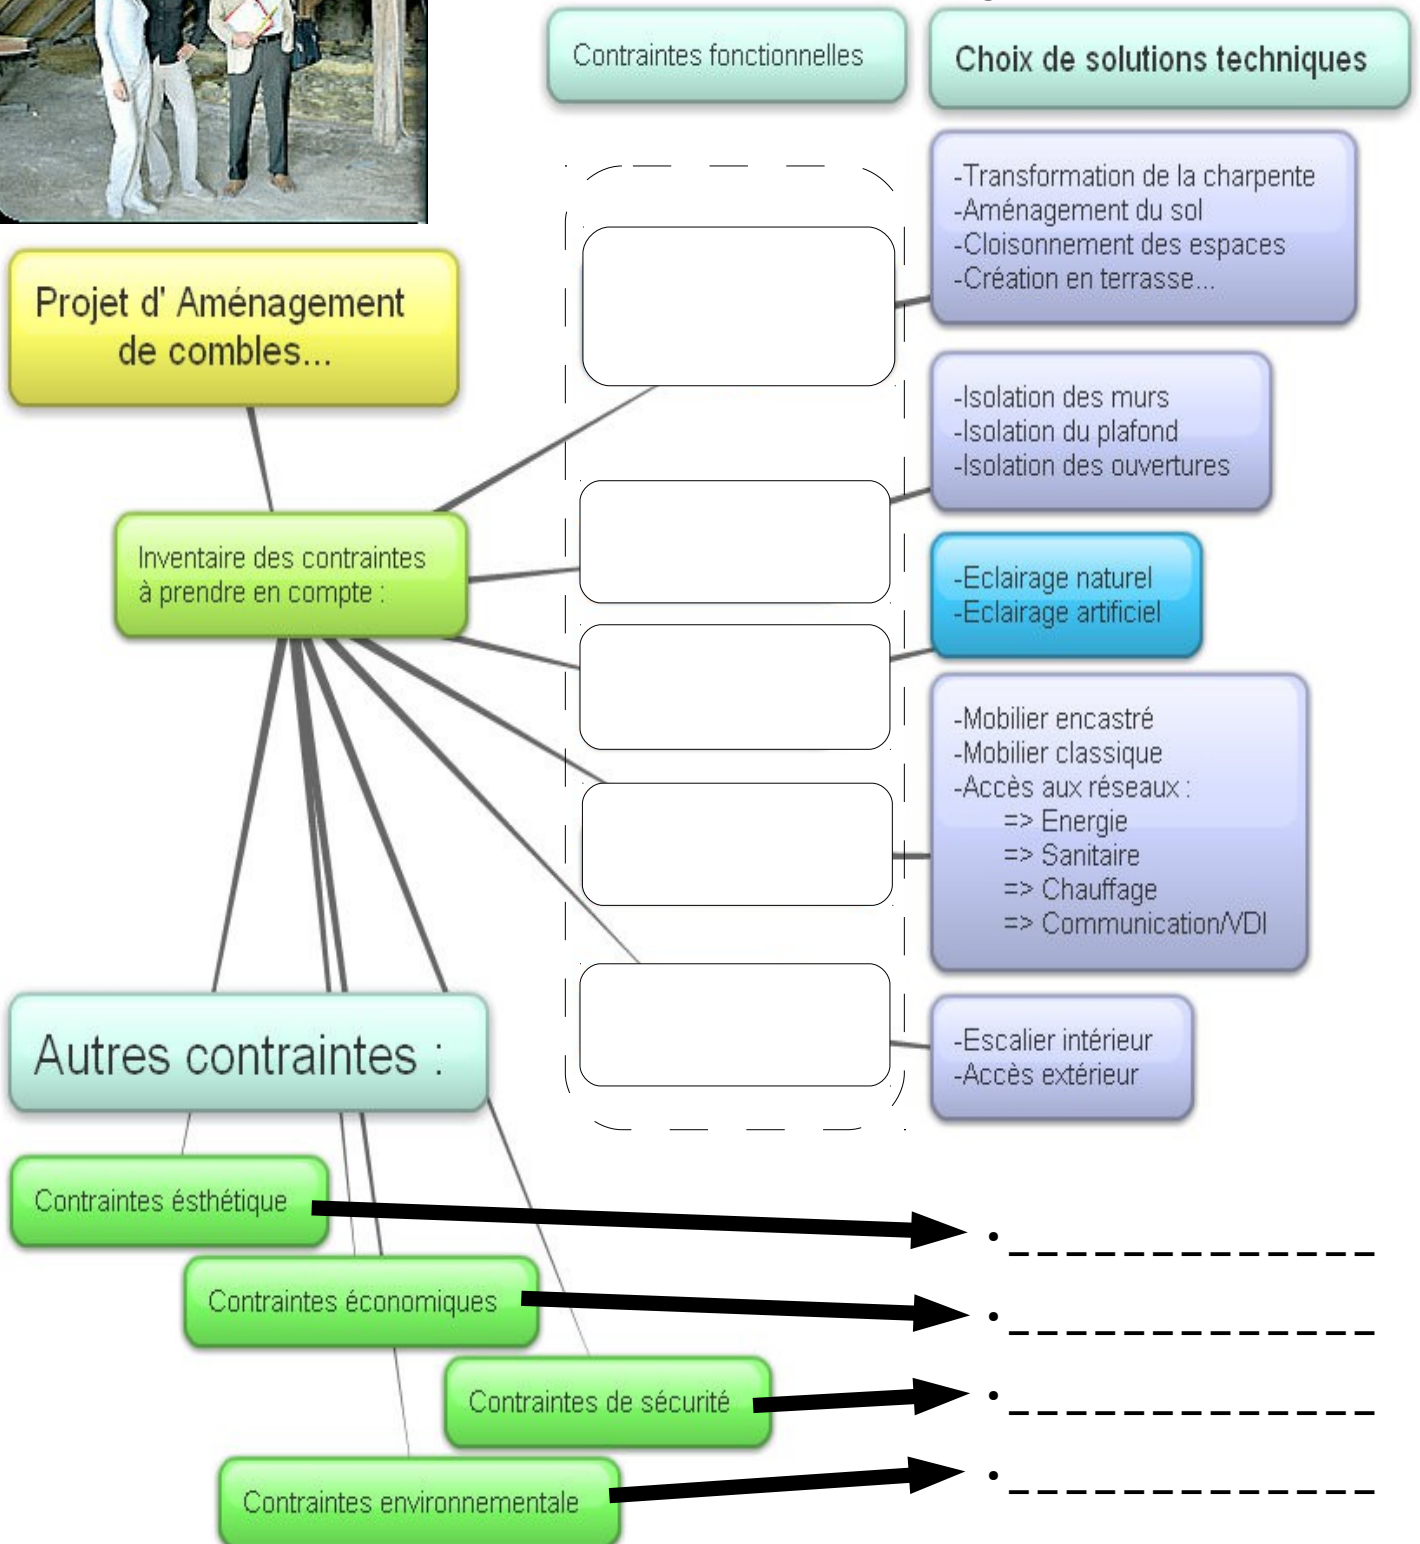 Contraintes fonctionnelles
Choix de solutions techniques
-Transformation de la charpente
-Aménagement du sol
-Cloisonnement des espaces
-Création en terrasse...
Projet d' Aménagement
de combles...
-Isolation des murs
-Isolation du plafond
-Isolation des ouvertures
Inventaire des contraintes
à prendre en compte :
-Eclairage naturel
-Eclairage artificiel
-Mobilier encastré
-Mobilier classique
-Accès aux réseaux :
=> Energie
=> Sanitaire
=> Chauffage
=> Communication/VDI
Autres contraintes :
-Escalier intérieur
-Accès extérieur
Contraintes ésthétique
• _ _ _ _ _ _ _ _ _ _ _ _ _
Contraintes économiques
• _ _ _ _ _ _ _ _ _ _ _ _ _
Contraintes de sécurité
• _ _ _ _ _ _ _ _ _ _ _ _ _
Contraintes environnementale
• _ _ _ _ _ _ _ _ _ _ _ _ _